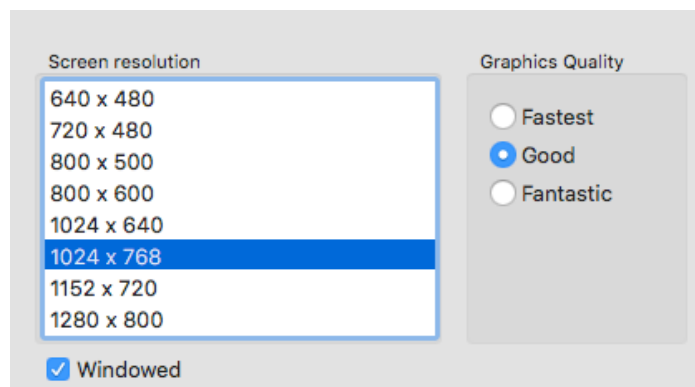 Screen resolution
640 x 480
720 x 480
800 x 500
800 x 600
1024 x 640
1024 x 768
1152 x 720
1280 x 800
Windowed
Graphics Quality
Fastest
Good
Fantastic